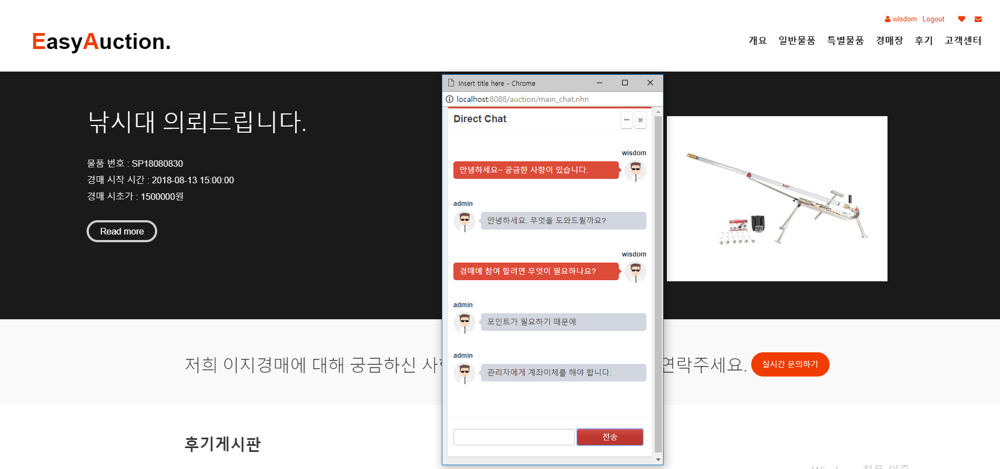 wisdom Logout
EasyAuction.
개요 일반물품 특별물품 경매장 후기 고객센터
낚시대 의뢰드립니다.
물품 번호 : SP18080830
경매 시작 시간 : 2018-08-13 15:00:00
경매 시초가 : 1500000원
Read more
Insert title here - Chrome
localhost:8088/auction/main_chat.nhn
Direct Chat
wisdom
안녕하세요~ 궁금한 사항이 있습니다.
admin
안녕하세요. 무엇을 도와드릴까요?
wisdom
경매에 참여 할려면 무엇이 필요하나요?
admin
포인트가 필요하기 때문에
admin
관리자에게 계좌이체를 해야 합니다.
전송
저희 이지경매에 대해 궁금하신 연락주세요. 실시간 문의하기
후기게시판